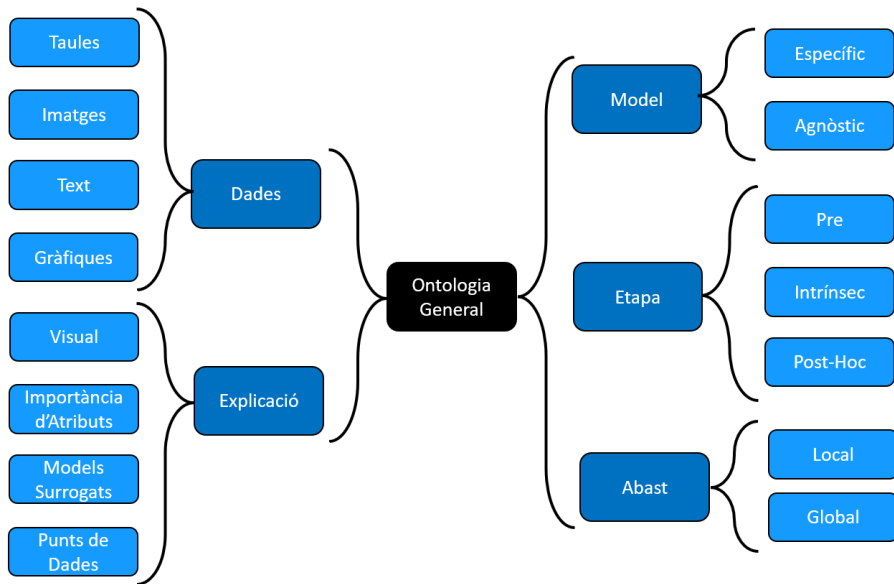 Taules
Imatges
Text
Gràfiques
Dades
Visual
Importància
d'Atributs
Models
Surrogats
Punts de
Dades
Explicació
Ontologia
General
Model
Específic
Agnòstic
Etapa
Pre
Intrínsec
Post-Hoc
Abast
Local
Global